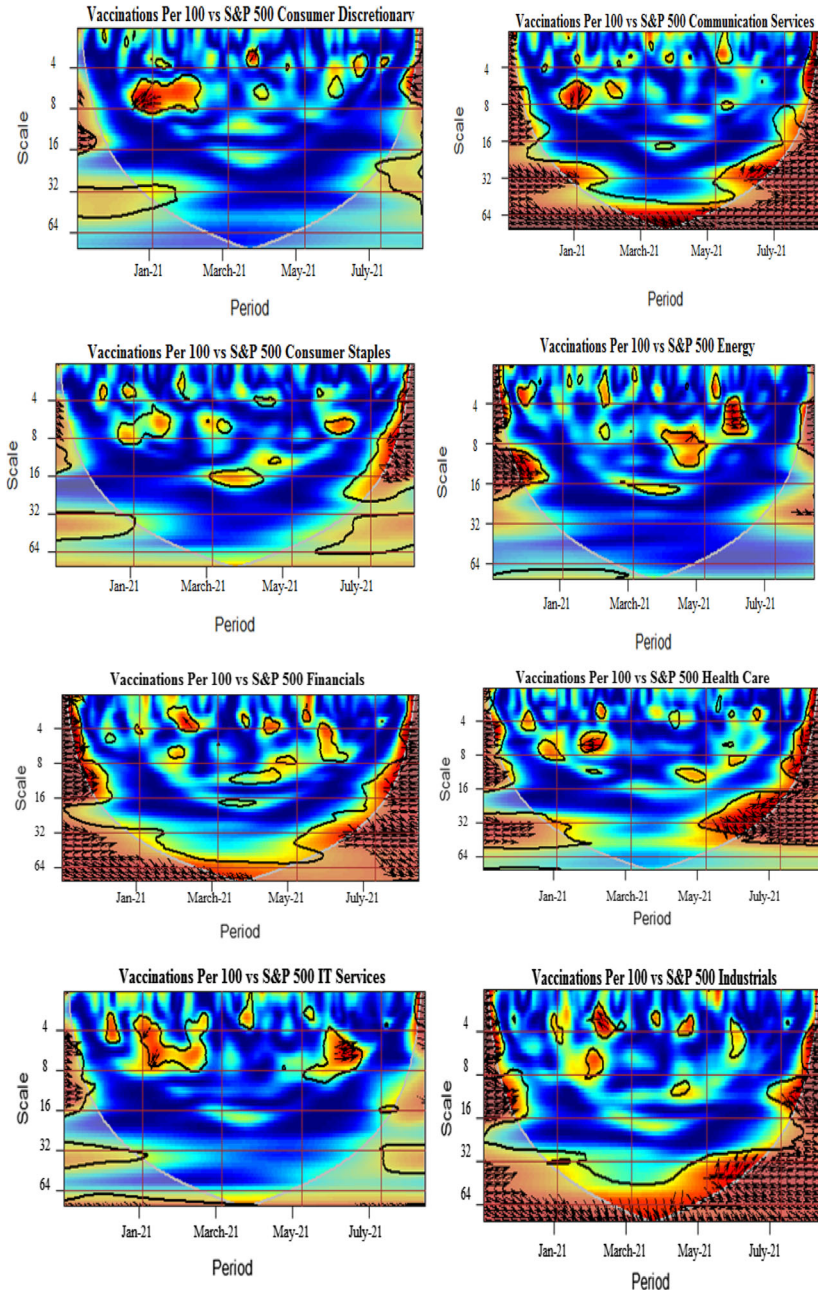 Vaccinations Per 100 vs S&P 500 Consumer Discretionary
Scale
4
8
16
32
64
Jan-21 March-21 May-21 July-21
Period
Vaccinations Per 100 vs S&P 500 Communication Services
Scale
4
8
16
32
64
Jan-21 March-21 May-21 July-21
Period
Vaccinations Per 100 vs S&P 500 Consumer Staples
Scale
4
8
16
32
64
Jan-21 March-21 May-21 July-21
Period
Vaccinations Per 100 vs S&P 500 Energy
Scale
4
8
16
32
64
Jan-21 March-21 May-21 July-21
Period
Vaccinations Per 100 vs S&P 500 Financials
Scale
4
8
16
32
64
Jan-21 March-21 May-21 July-21
Period
Vaccinations Per 100 vs S&P 500 Health Care
Scale
4
8
16
32
64
Jan-21 March-21 May-21 July-21
Period
Vaccinations Per 100 vs S&P 500 IT Services
Scale
4
8
16
32
64
Jan-21 March-21 May-21 July-21
Period
Vaccinations Per 100 vs S&P 500 Industrials
Scale
4
8
16
32
64
Jan-21 March-21 May-21 July-21
Period